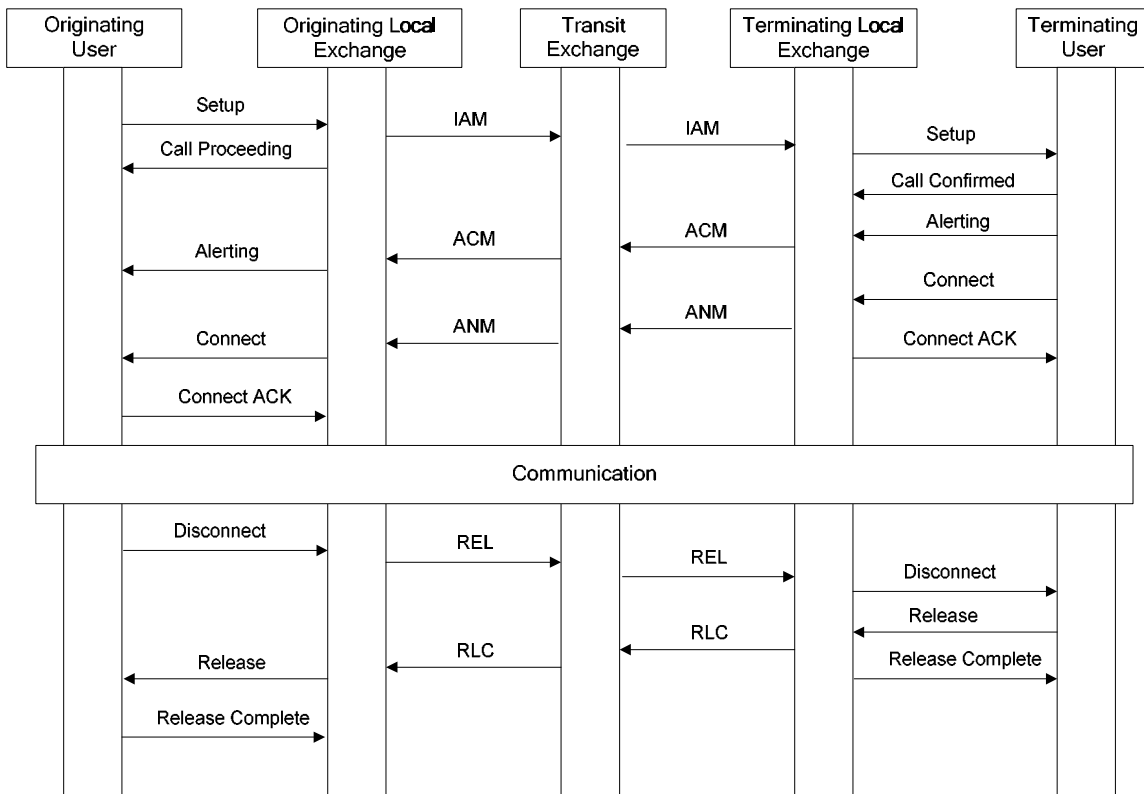 Originating
User
Originating Local
Exchange
Transit
Exchange
Terminating Local
Exchange
Terminating
User
Setup
IAM
IAM
Setup
Call Proceeding
Call Confirmed
Alerting
ACM
ACM
Alerting
Connect
ANM
ANM
Connect
Connect ACK
Connect ACK
Communication
Disconnect
REL
REL
Disconnect
Release
RLC
RLC
Release
Release Complete
Release Complete